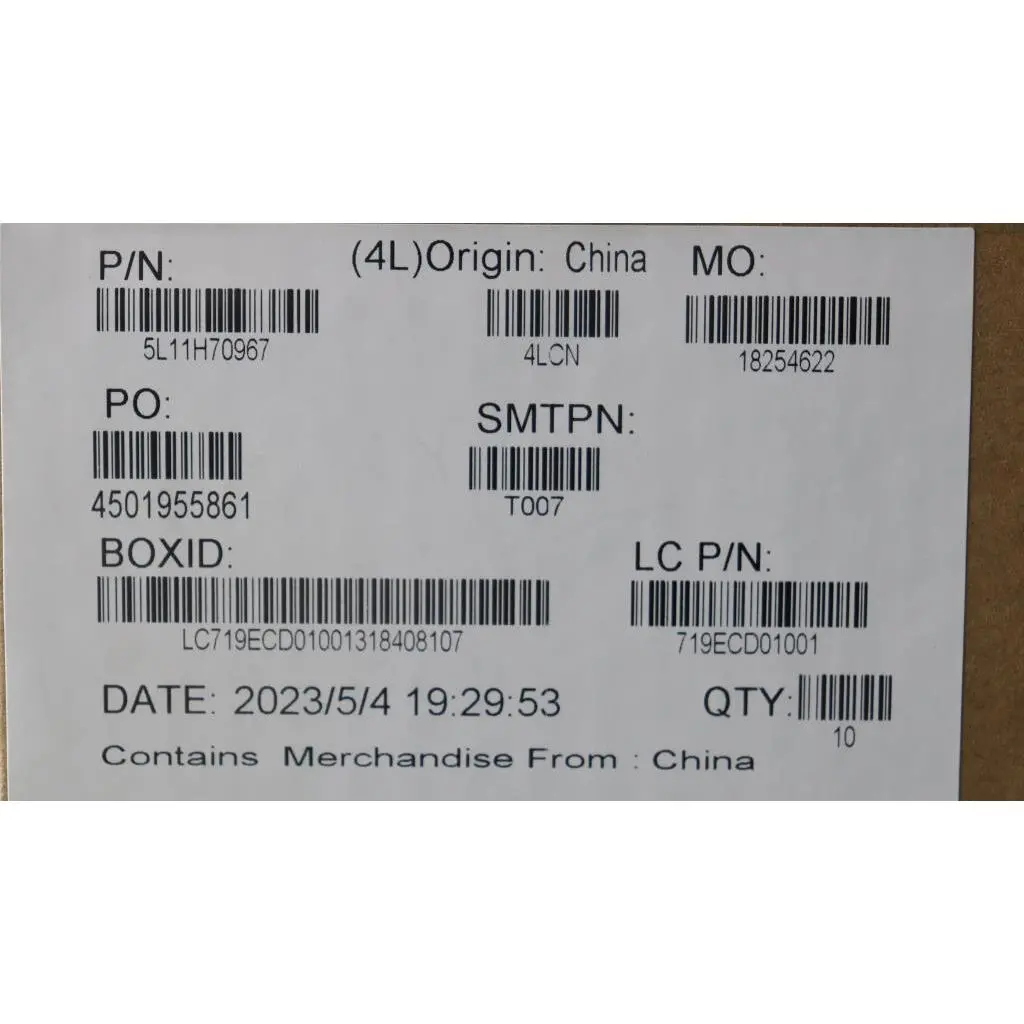 P/N: (4L)Origin: China MO:
5L11H70967 4LCN 18254622
PO: SMTPN:
4501955861 T007
BOXID: LC P/N:
LC719ECD01001318408107 719ECD01001
DATE: 2023/5/4 19:29:53 QTY:
10
Contains Merchandise From : China